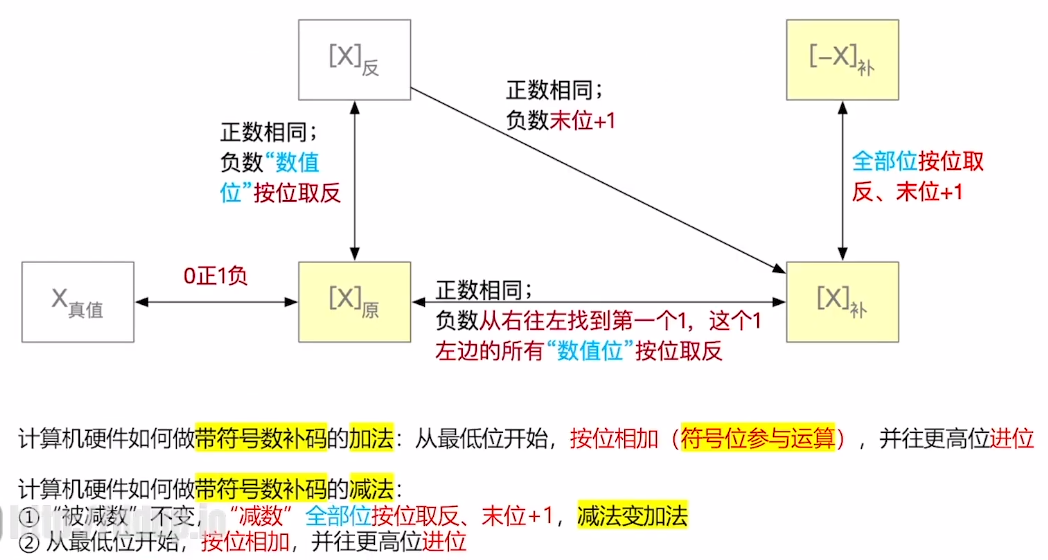 [X]反
[-X]补
正数相同；
负数末位+1
正数相同；
负数“数值
位”按位取反
全部位按位取
反、末位+1
X真值
0正1负
[X]原
正数相同；
负数从右往左找到第一个1，这个1
左边的所有“数值位”按位取反
[X]补
计算机硬件如何做带符号数补码的加法：从最低位开始，按位相加（符号位参与运算），并往更高位进位
计算机硬件如何做带符号数补码的减法：
①“被减数”不变，“减数”全部位按位取反、末位+1，减法变加法
②从最低位开始，按位相加，并往更高位进位